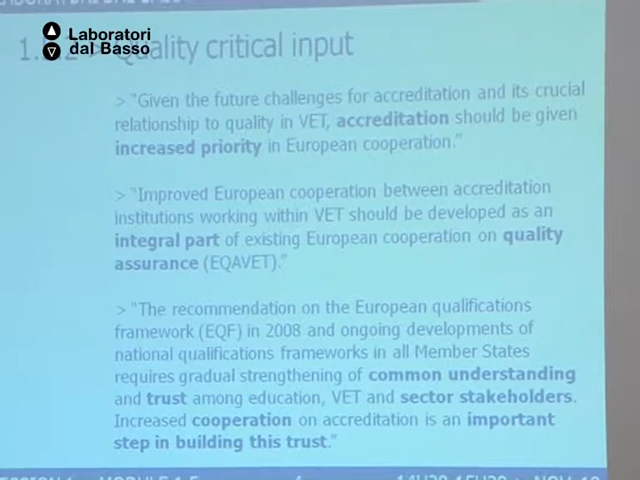 Laboratori
dal Basso
Quality critical input
> "Given the future challenges for accreditation and its crucial
relationship to quality in VET, accreditation should be given
increased priority in European cooperation."
> "Improved European cooperation between accreditation
institutions working within VET should be developed as an
integral part of existing European cooperation on quality
assurance (EQAVET)."
> "The recommendation on the European qualifications
framework (EQF) in 2008 and ongoing developments of
national qualifications frameworks in all Member States
requires gradual strengthening of common understanding
and trust among education, VET and sector stakeholders.
Increased cooperation on accreditation is an important
step in building this trust."